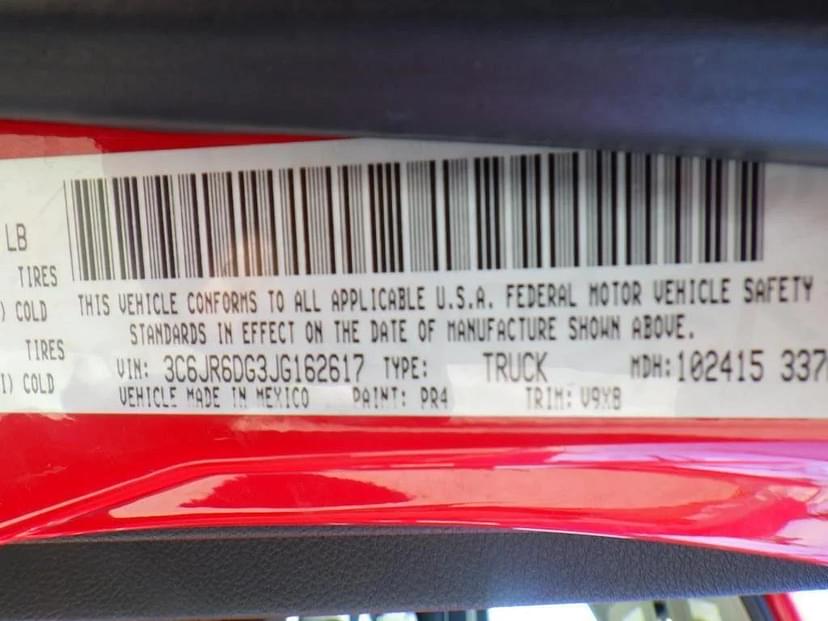 LB
TIRES
) COLD
THIS VEHICLE CONFORMS TO ALL APPLICABLE U.S.A. FEDERAL MOTOR VEHICLE SAFETY
STANDARDS IN EFFECT ON THE DATE OF MANUFACTURE SHOWN ABOVE.
TIRES
I) COLD
VIN: 3C6JR6DG3JG162617 TYPE: TRUCK MDH: 102415 337
VEHICLE MADE IN MEXICO PAINT: PR4 TRIM: V9X8